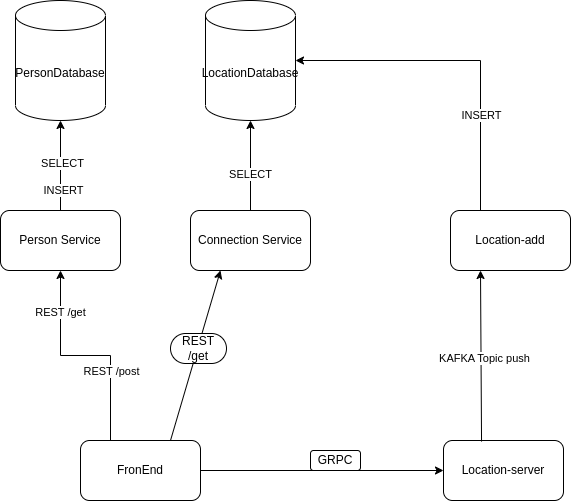 PersonDatabase
LocationDatabase
INSERT
SELECT
SELECT
INSERT
Person Service
Connection Service
Location-add
REST /get
REST
/get
KAFKA Topic push
REST /post
GRPC
FronEnd
Location-server